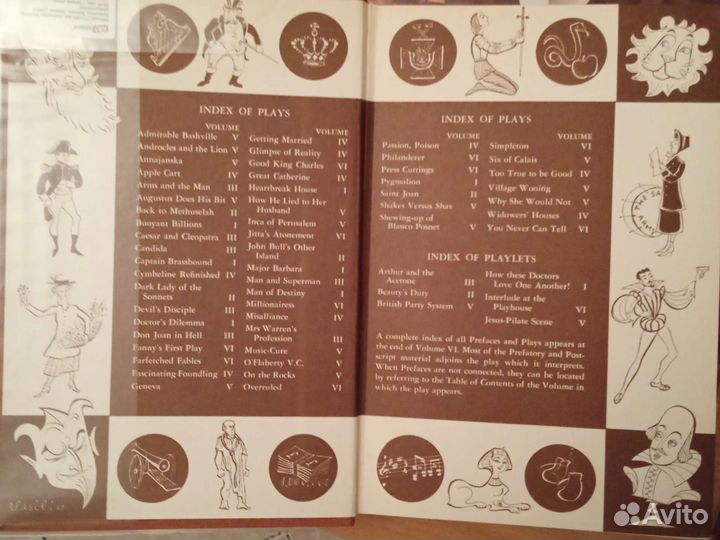 INDEX OF PLAYS
VOLUME
Admirable Bashville V
Androcles and the Lion V
Annajanska V
Apple Cart IV
Arms and the Man III
Augustus Does His Bit V
Back to Methuselah II
Buoyant Billions I
Caesar and Cleopatra III
Candida III
Captain Brassbound I
Cymbeline Refinished IV
Dark Lady of the
Sonnets II
Devil's Disciple III
Doctor's Dilemma I
Don Juan in Hell III
Fanny's First Play VI
Farfetched Fables VI
Fascinating Foundling IV
Geneva V
VOLUME
Getting Married IV
Glimpse of Reality IV
Good King Charles VI
Great Catherine IV
Heartbreak House I
How He Lied to Her
Husband V
Inca of Perusalem V
Jitta's Atonement VI
John Bull's Other
Island II
Major Barbara I
Man and Superman III
Man of Destiny I
Millionairess VI
Misalliance IV
Mrs Warren's
Profession III
Music-Cure V
O'Flaherty V.C. V
On the Rocks V
Overruled VI
1,000,000
Vasiliu
INDEX OF PLAYS
VOLUME
Passion, Poison IV
Philanderer VI
Press Cuttings VI
Pygmalion I
Saint Joan II
Shakes Versus Shav V
Shewing-up of
Blanco Posnet V
VOLUME
Simpleton VI
Six of Calais V
Too True to be Good IV
Village Wooing V
Why She Would Not V
Widowers' Houses IV
You Never Can Tell VI
INDEX OF PLAYLETS
Arthur and the
Acetone III
Beauty's Duty II
British Party System V
How these Doctors
Love One Another! I
Interlude at the
Playhouse VI
Jesus-Pilate Scene V
A complete index of all Prefaces and Plays appears at
the end of Volume VI. Most of the Prefatory and Post-
script material adjoins the play which it interprets.
When Prefaces are not connected, they can be located
by referring to the Table of Contents of the Volume in
which the play appears.
THE SA
ARMY
Avito